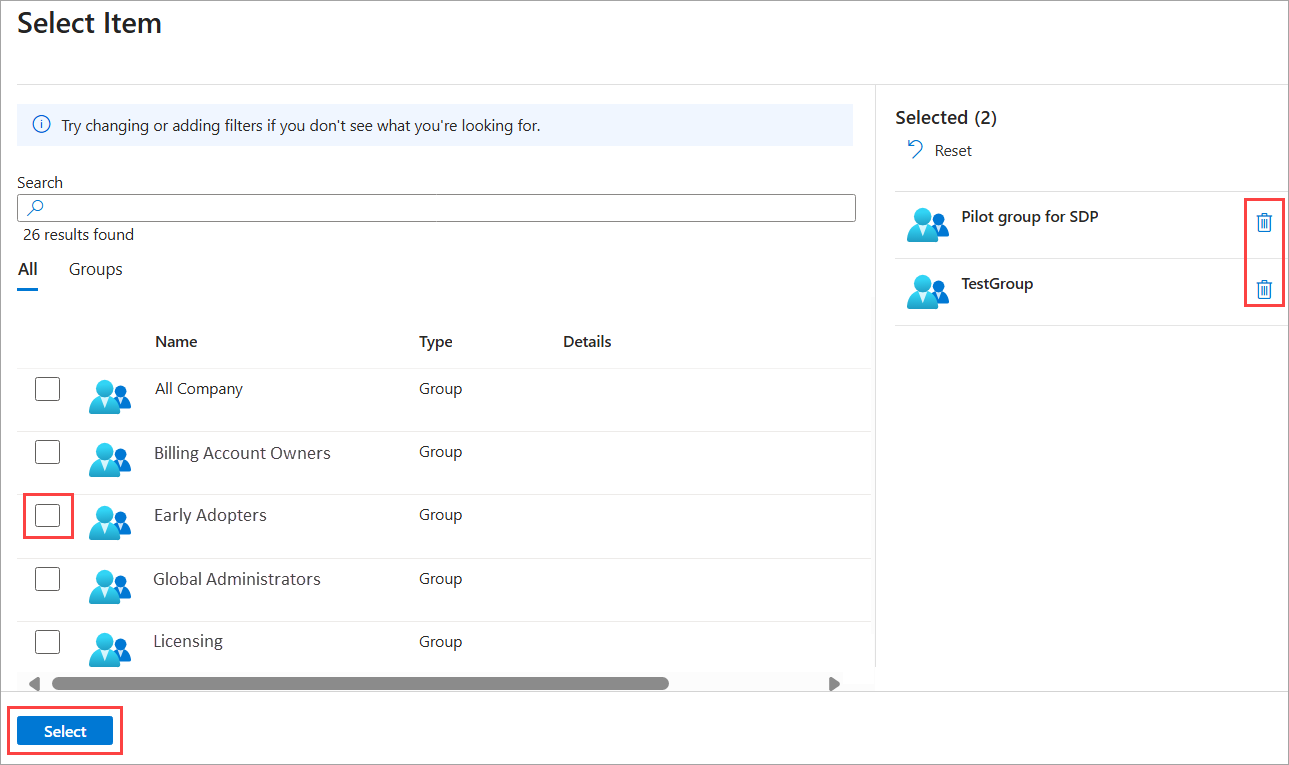 Select Item
Try changing or adding filters if you don't see what you're looking for.
Search
26 results found
All Groups
Name Type Details
All Company Group
Billing Account Owners Group
Early Adopters Group
Global Administrators Group
Licensing Group
Selected (2)
Reset
Pilot group for SDP
TestGroup
Select